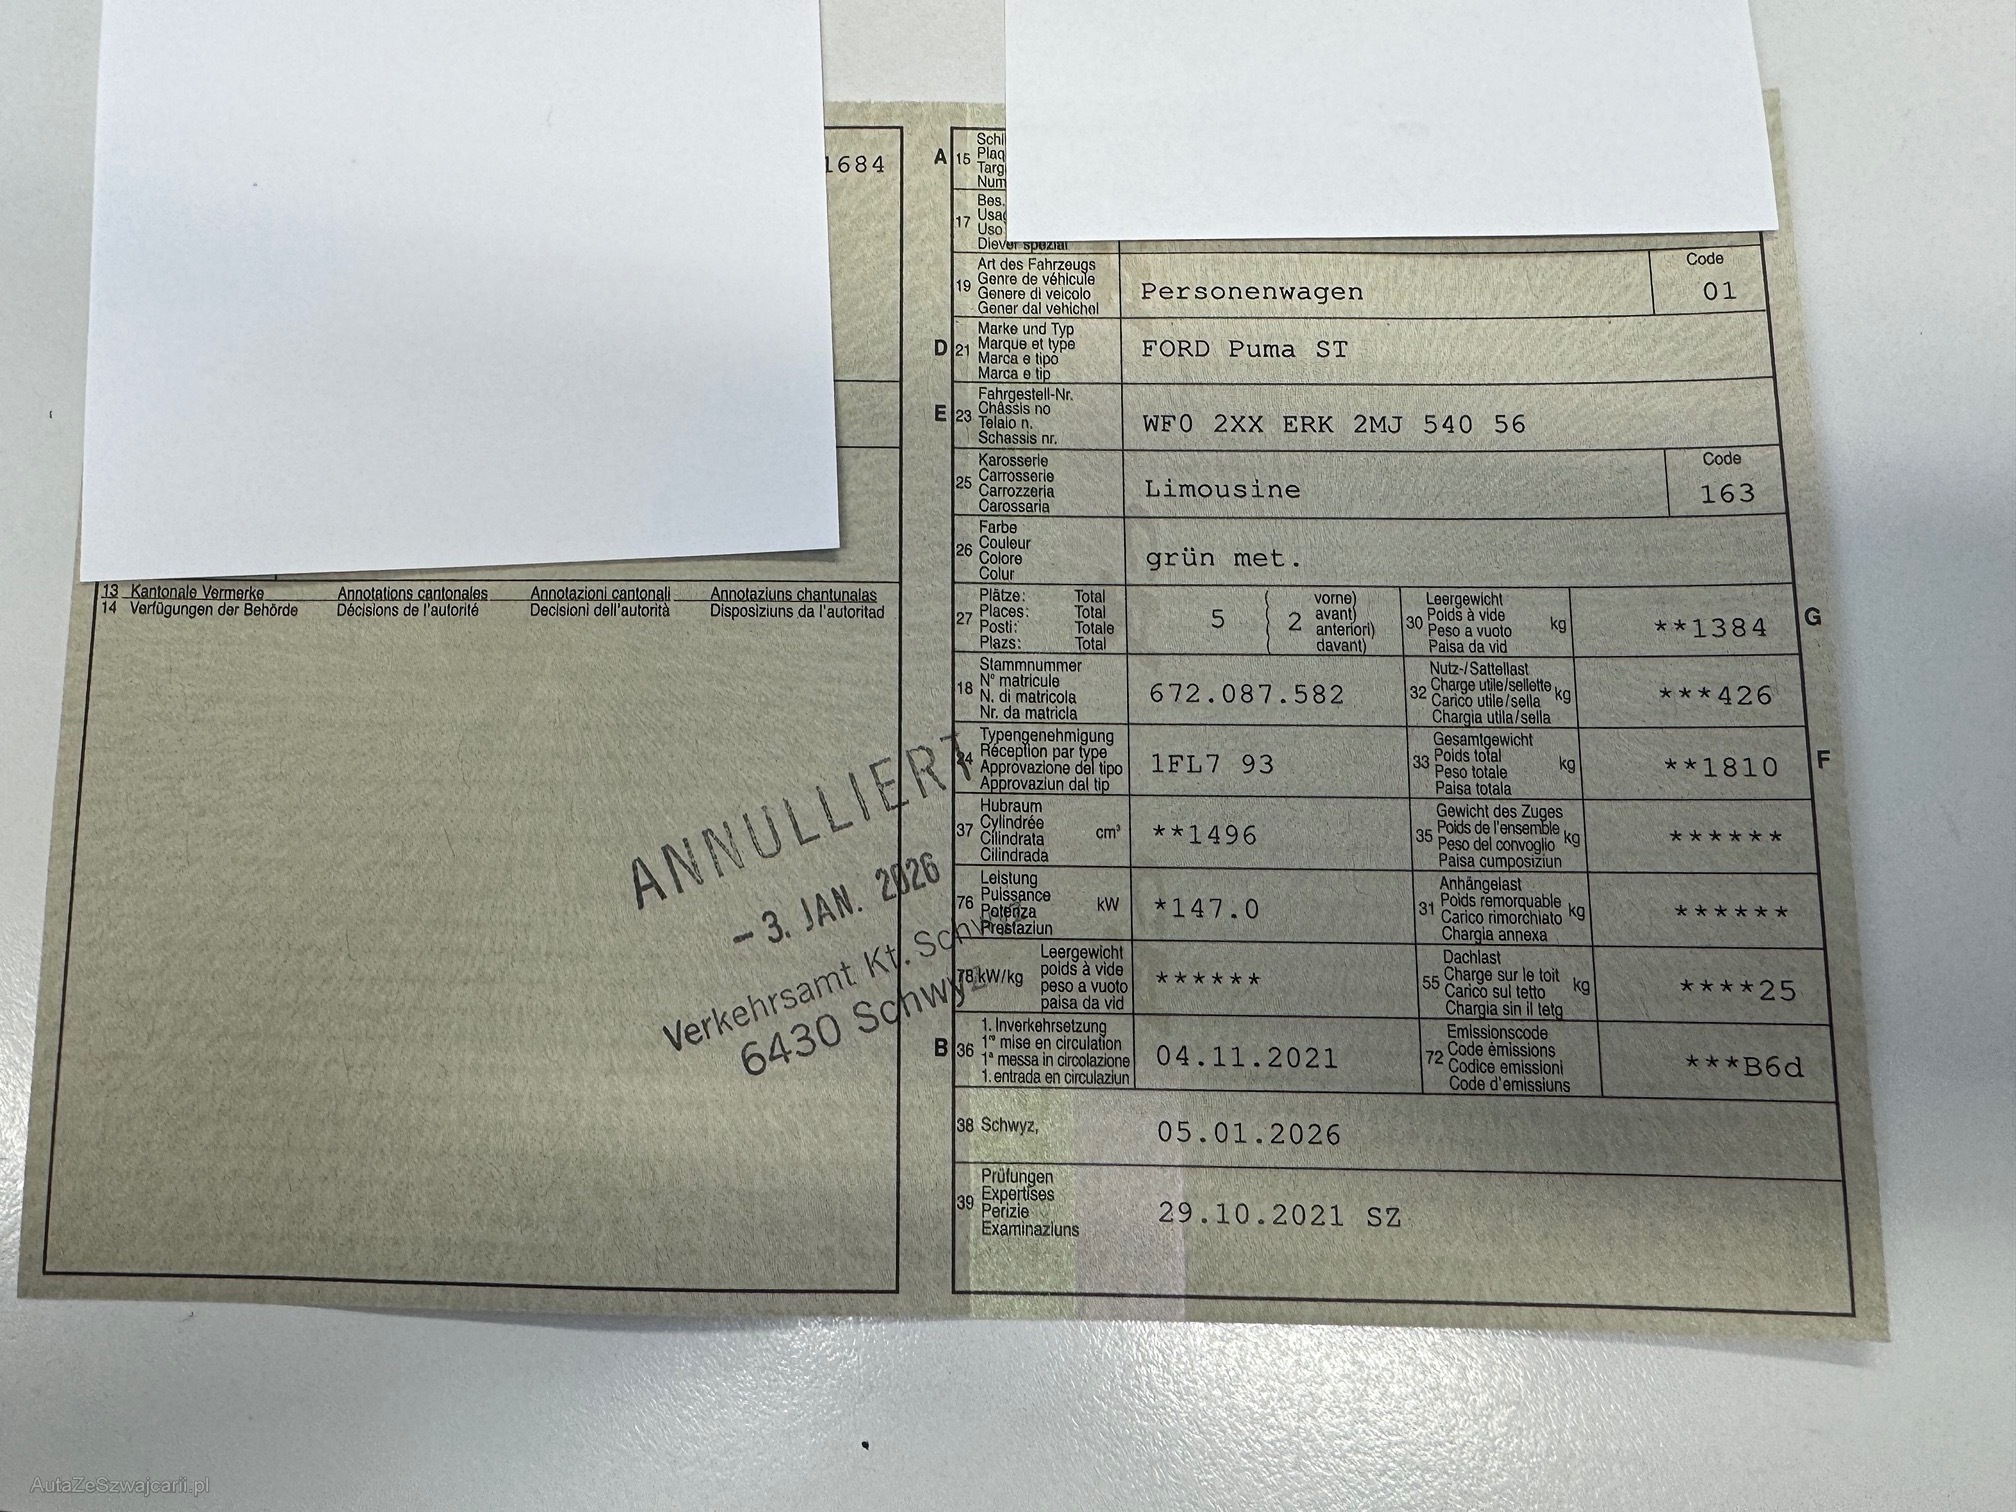 1684
13 Kantonale Vermerke Annotations cantonales Annotazioni cantonali Annotaziuns chantunalas
14 Verfügungen der Behörde Décisions de l'autorité Decisioni dell'autorità Disposiziuns da l'autoritad
ANNULLIERT
- 3. JAN. 2026
Verkehrsamt Kt. Schwyz
6430 Schwyz
A 15 Schi
Plaq
Targ
Num
17 Bes.
Usag
Uso
Diever spezial
19 Art des Fahrzeugs
Genre de véhicule
Genere di veicolo
Gener dal vehichel
Personenwagen
Code
01
D 21 Marke und Typ
Marque et type
Marca e tipo
Marca e tip
FORD Puma ST
E 23 Fahrgestell-Nr.
Châssis no
Telaio n.
Schassis nr.
WF0 2XX ERK 2MJ 540 56
25 Karosserie
Carrosserie
Carrozzeria
Carossaria
Limousine
Code
163
26 Farbe
Couleur
Colore
Colur
grün met.
27 Plätze: Total
Places: Total
Posti: Totale
Plazs: Total
5 ( 2 vorne)
avant)
anteriori)
davant)
30 Leergewicht
Poids à vide
Peso a vuoto
Paisa da vid
kg
**1384 G
18 Stammnummer
N° matricule
N. di matricola
Nr. da matricla
672.087.582
32 Nutz-/Sattellast
Charge utile/sellette
Carico utile/sella
Chargia utila/sella
kg
***426
24 Typengenehmigung
Réception par type
Approvazione del tipo
Approvaziun dal tip
1FL7 93
33 Gesamtgewicht
Poids total
Peso totale
Paisa totala
kg
**1810 F
37 Hubraum
Cylindrée
Cilindrata
Cilindrada
cm³
**1496
35 Gewicht des Zuges
Poids de l'ensemble
Peso del convoglio
Paisa cumposiziun
kg
******
76 Leistung
Puissance
Potenza
Prestaziun
kW
*147.0
31 Anhängelast
Poids remorquable
Carico rimorchiato
Chargia annexa
kg
******
78 kW/kg Leergewicht
poids à vide
peso a vuoto
paisa da vid
******
55 Dachlast
Charge sur le toit
Carico sul tetto
Chargia sin il tetg
kg
****25
B 36 1. Inverkehrsetzung
1re mise en circulation
1a messa in circolazione
1. entrada en circulaziun
04.11.2021
72 Emissionscode
Code émissions
Codice emissioni
Code d'emissiuns
***B6d
38 Schwyz,
05.01.2026
39 Prüfungen
Expertises
Perizie
Examinaziuns
29.10.2021 SZ
AutaZeSzwajcarii.pl